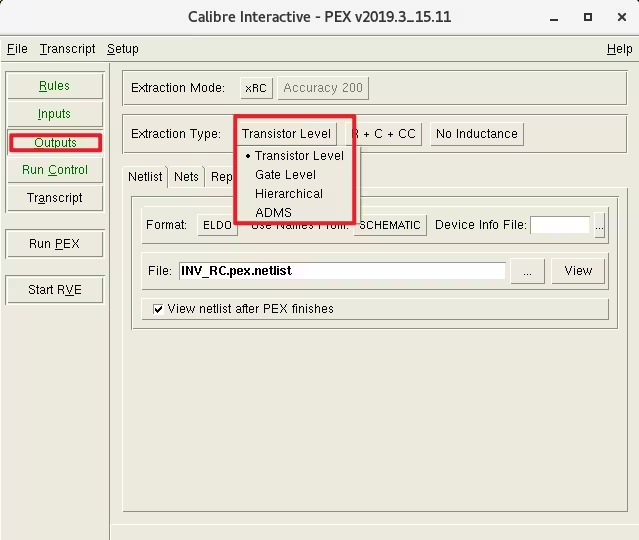 Calibre Interactive - PEX v2019.3_15.11
File Transcript Setup Help
Rules
Inputs
Outputs
Run Control
Transcript
Run PEX
Start RVE
Extraction Mode: xRC Accuracy 200
Extraction Type: Transistor Level R + C + CC No Inductance
• Transistor Level
Gate Level
Hierarchical
ADMS
Netlist Nets Rep
Format: ELDO Use Names From: SCHEMATIC Device Info File: ...
File: INV_RC.pex.netlist ... View
View netlist after PEX finishes